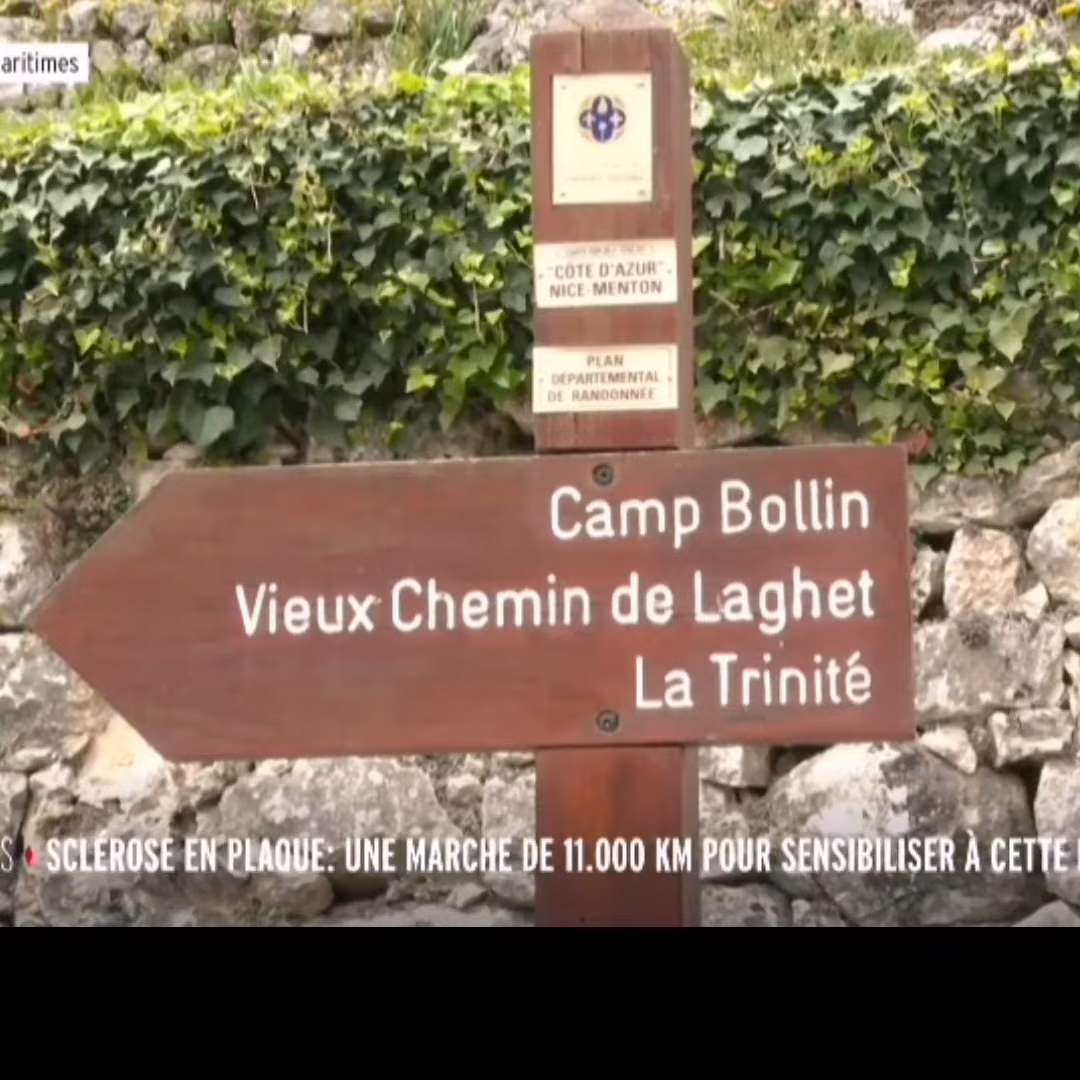 aritimes
"CÔTE D'AZUR"
NICE-MENTON
PLAN
DÉPARTEMENTAL
DE RANDONNÉE
Camp Bollin
Vieux Chemin de Laghet
La Trinité
S ♦ SCLÉROSE EN PLAQUE: UNE MARCHE DE 11.000 KM POUR SENSIBILISER À CETTE